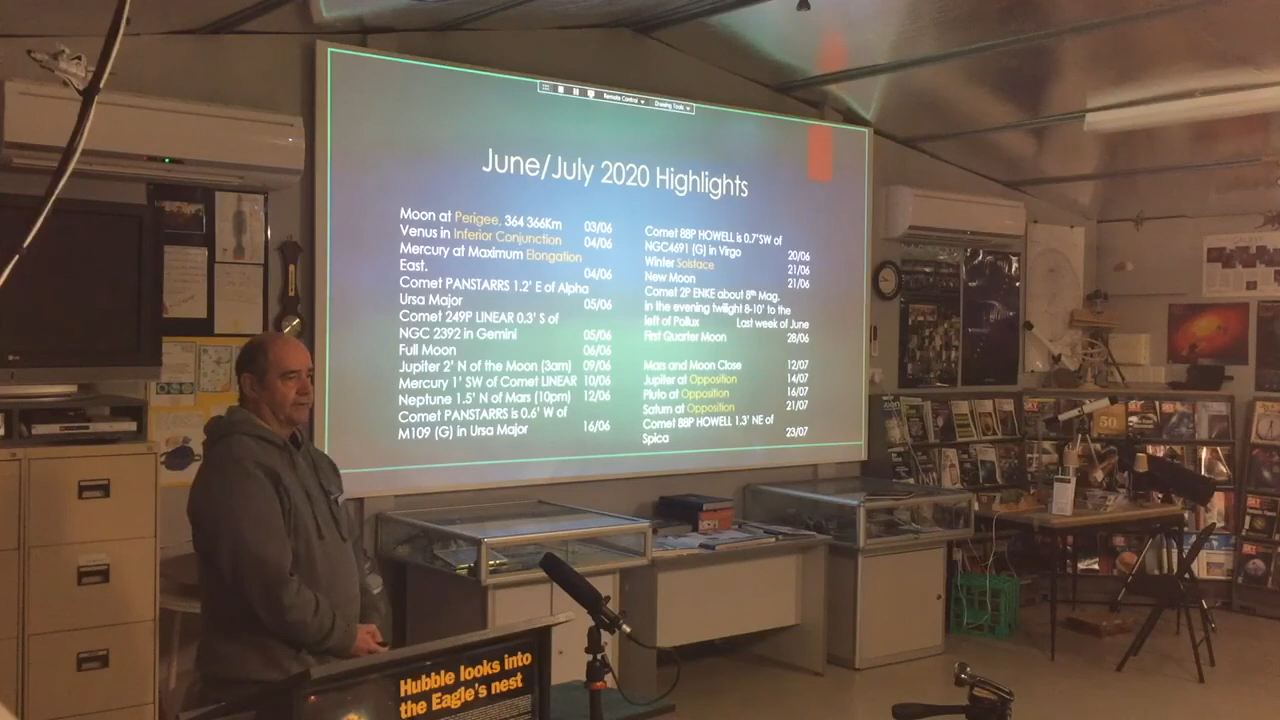 Remote Control
Drawing Tools
June/July 2020 Highlights
Moon at Perigee, 364 366Km 03/06
Venus in Inferior Conjunction 04/06
Mercury at Maximum Elongation
East. 04/06
Comet PANSTARRS 1.2' E of Alpha
Ursa Major 05/06
Comet 249P LINEAR 0.3' S of
NGC 2392 in Gemini 05/06
Full Moon 06/06
Jupiter 2' N of the Moon (3am) 09/06
Mercury 1' SW of Comet LINEAR 10/06
Neptune 1.5' N of Mars (10pm) 12/06
Comet PANSTARRS is 0.6' W of
M109 (G) in Ursa Major 16/06
Comet 88P HOWELL is 0.7'SW of
NGC4691 (G) in Virgo 20/06
Winter Solstace 21/06
New Moon 21/06
Comet 2P ENKE about 8th Mag.
in the evening twilight 8-10' to the
left of Pollux Last week of June
First Quarter Moon 28/06
Mars and Moon Close 12/07
Jupiter at Opposition 14/07
Pluto at Opposition 16/07
Saturn at Opposition 21/07
Comet 88P HOWELL 1.3' NE of
Spica 23/07
Hubble looks into
the Eagle's nest
LG
50